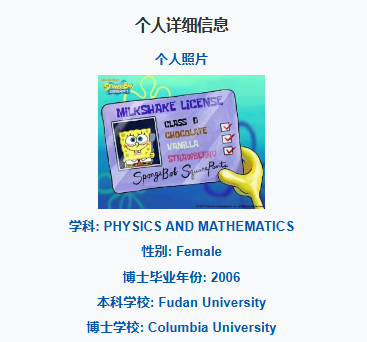 个人详细信息
个人照片
SpongeBob
SQUAREPANTS
MILKSHAKE LICENSE
CLASS D
CHOCOLATE
VANILLA
STRAWBERRY
SpongeBob SquarePants
学科: PHYSICS AND MATHEMATICS
性别: Female
博士毕业年份: 2006
本科学校: Fudan University
博士学校: Columbia University